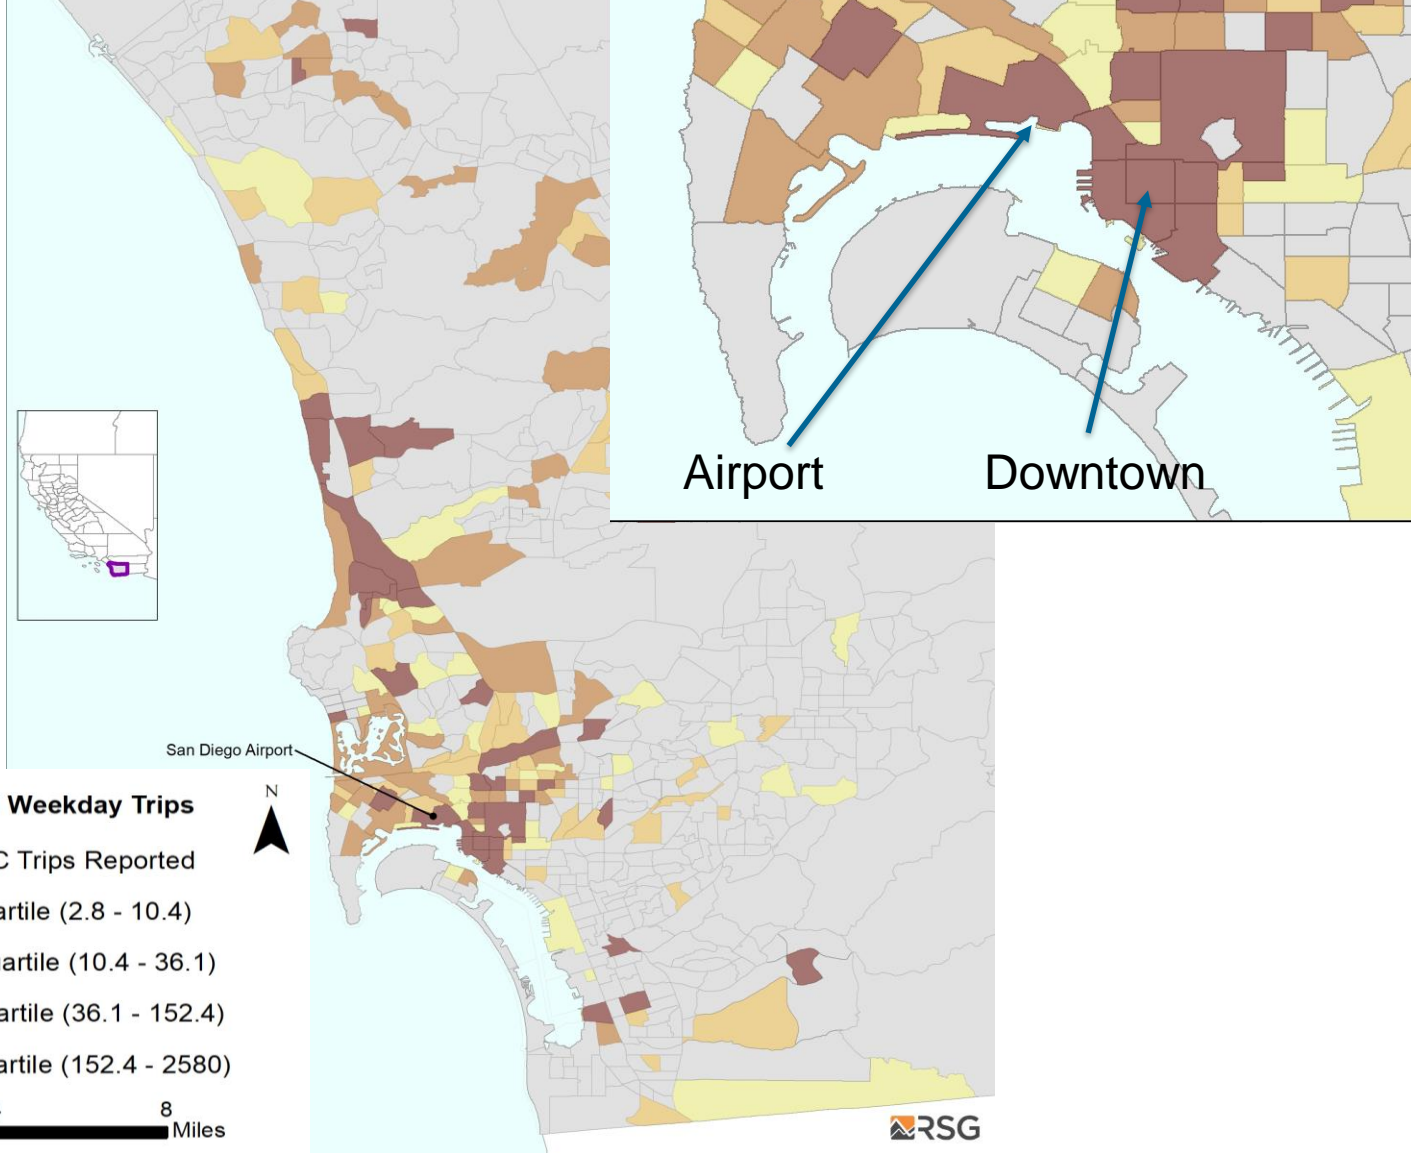 Airport
Downtown
San Diego Airport
N
Weekday Trips
C Trips Reported
artile (2.8 - 10.4)
artile (10.4 - 36.1)
artile (36.1 - 152.4)
artile (152.4 - 2580)
8
Miles
RSG